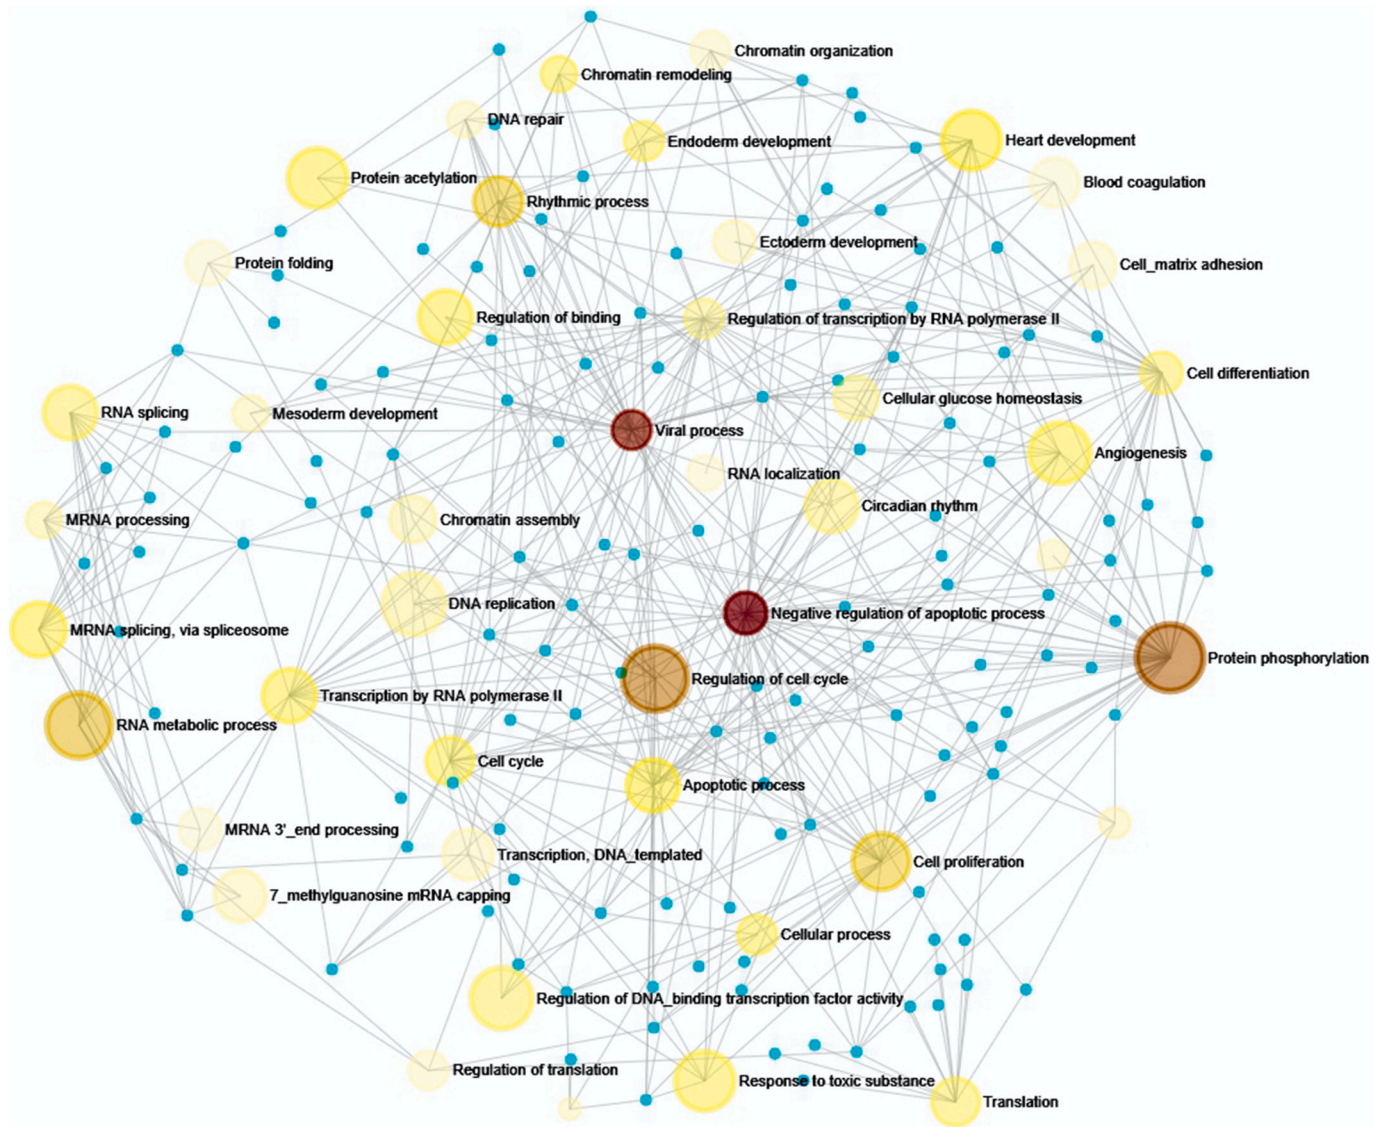 Chromatin organization
Chromatin remodeling
DNA repair
Endoderm development
Heart development
Protein acetylation
Blood coagulation
Rhythmic process
Ectoderm development
Protein folding
Cell_matrix adhesion
Regulation of binding
Regulation of transcription by RNA polymerase II
Cell differentiation
Cellular glucose homeostasis
RNA splicing
Mesoderm development
Viral process
Angiogenesis
RNA localization
Circadian rhythm
MRNA processing
Chromatin assembly
DNA replication
Negative regulation of apoptotic process
MRNA splicing, via spliceosome
Protein phosphorylation
Regulation of cell cycle
Transcription by RNA polymerase II
RNA metabolic process
Cell cycle
Apoptotic process
MRNA 3'_end processing
Transcription, DNA_templated
Cell proliferation
7_methylguanosine mRNA capping
Cellular process
Regulation of DNA_binding transcription factor activity
Regulation of translation
Response to toxic substance
Translation